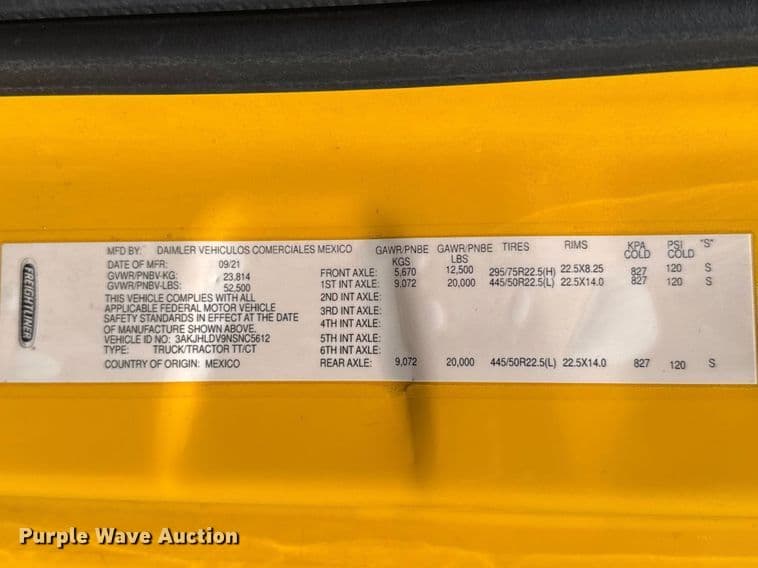 FREIGHTLINER
MFD BY: DAIMLER VEHICULOS COMERCIALES MEXICO
DATE OF MFR: 09/21
GVWR/PNBV-KG: 23.814
GVWR/PNBV-LBS: 52.500
THIS VEHICLE COMPLIES WITH ALL
APPLICABLE FEDERAL MOTOR VEHICLE
SAFETY STANDARDS IN EFFECT AT THE DATE
OF MANUFACTURE SHOWN ABOVE.
VEHICLE ID NO: 3AKJHLDV9NSNC5612
TYPE: TRUCK/TRACTOR TT/CT
COUNTRY OF ORIGIN: MEXICO
GAWR/PNBE KGS GAWR/PNBE LBS TIRES RIMS KPA COLD PSI COLD "S"
FRONT AXLE: 5,670 12,500 295/75R22.5(H) 22.5X8.25 827 120 S
1ST INT AXLE: 9,072 20,000 445/50R22.5(L) 22.5X14.0 827 120 S
2ND INT AXLE:
3RD INT AXLE:
4TH INT AXLE:
5TH INT AXLE:
6TH INT AXLE:
REAR AXLE: 9,072 20,000 445/50R22.5(L) 22.5X14.0 827 120 S
Purple Wave Auction